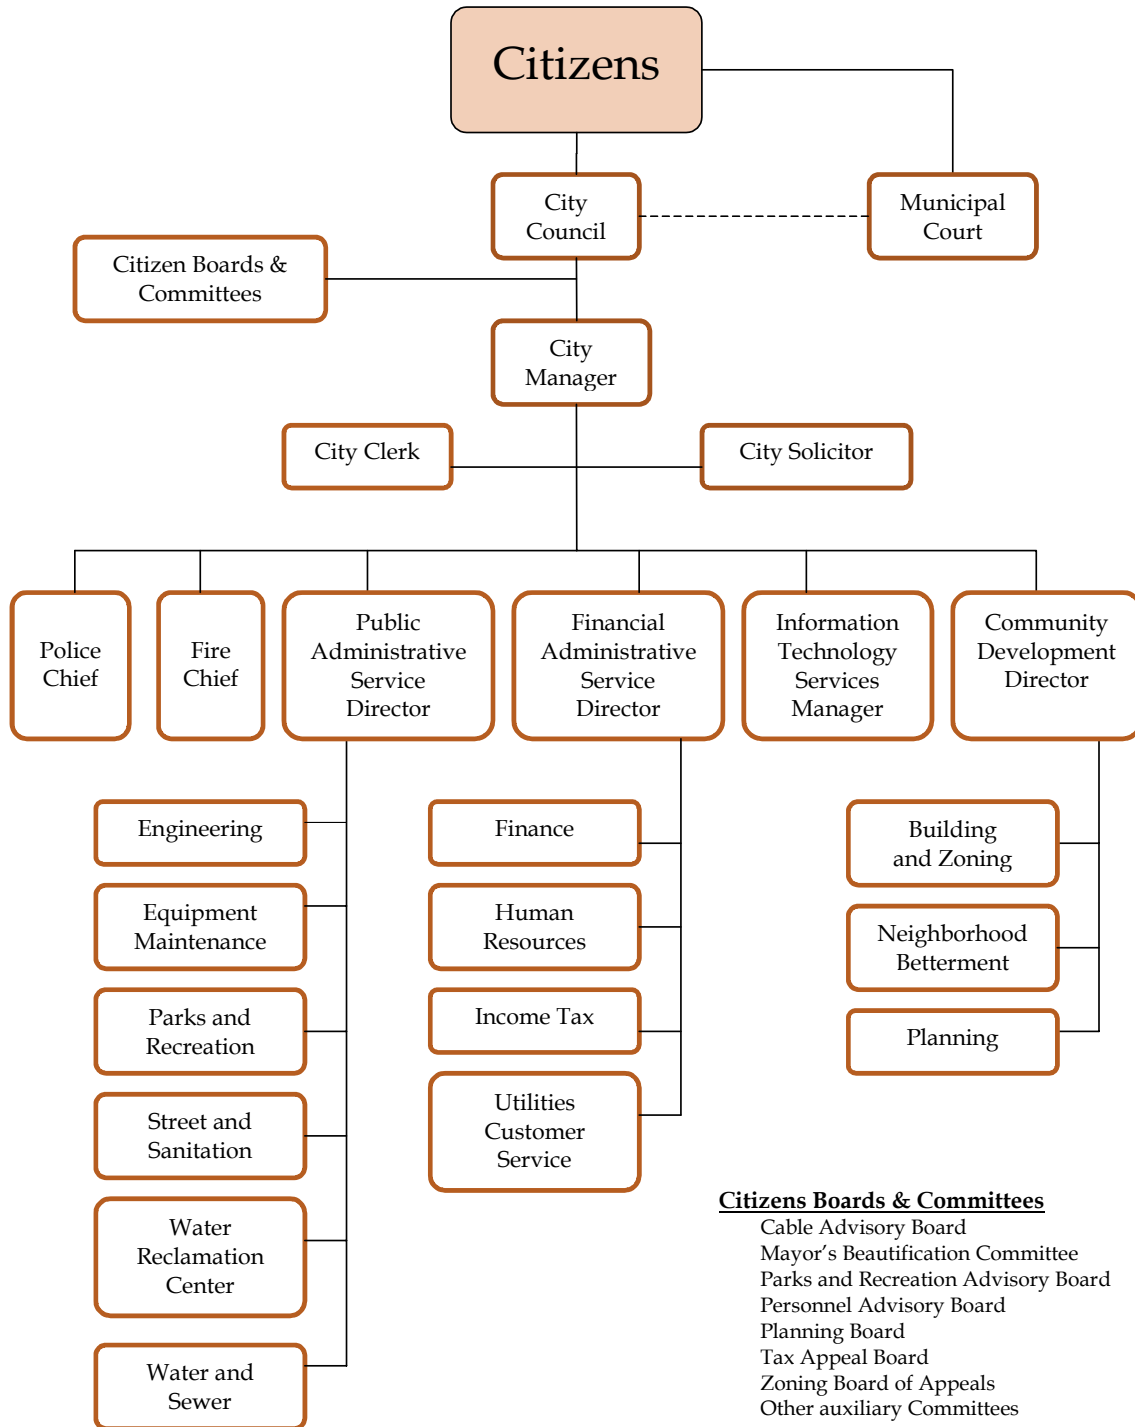 Citizens
City
Council
Municipal
Court
Citizen Boards &
Committees
City
Manager
City Clerk
City Solicitor
Police
Chief
Fire
Chief
Public
Administrative
Service
Director
Financial
Administrative
Service
Director
Information
Technology
Services
Manager
Community
Development
Director
Engineering
Equipment
Maintenance
Parks and
Recreation
Street and
Sanitation
Water
Reclamation
Center
Water and
Sewer
Finance
Human
Resources
Income Tax
Utilities
Customer
Service
Building
and Zoning
Neighborhood
Betterment
Planning
Citizens Boards & Committees
Cable Advisory Board
Mayor’s Beautification Committee
Parks and Recreation Advisory Board
Personnel Advisory Board
Planning Board
Tax Appeal Board
Zoning Board of Appeals
Other auxiliary Committees